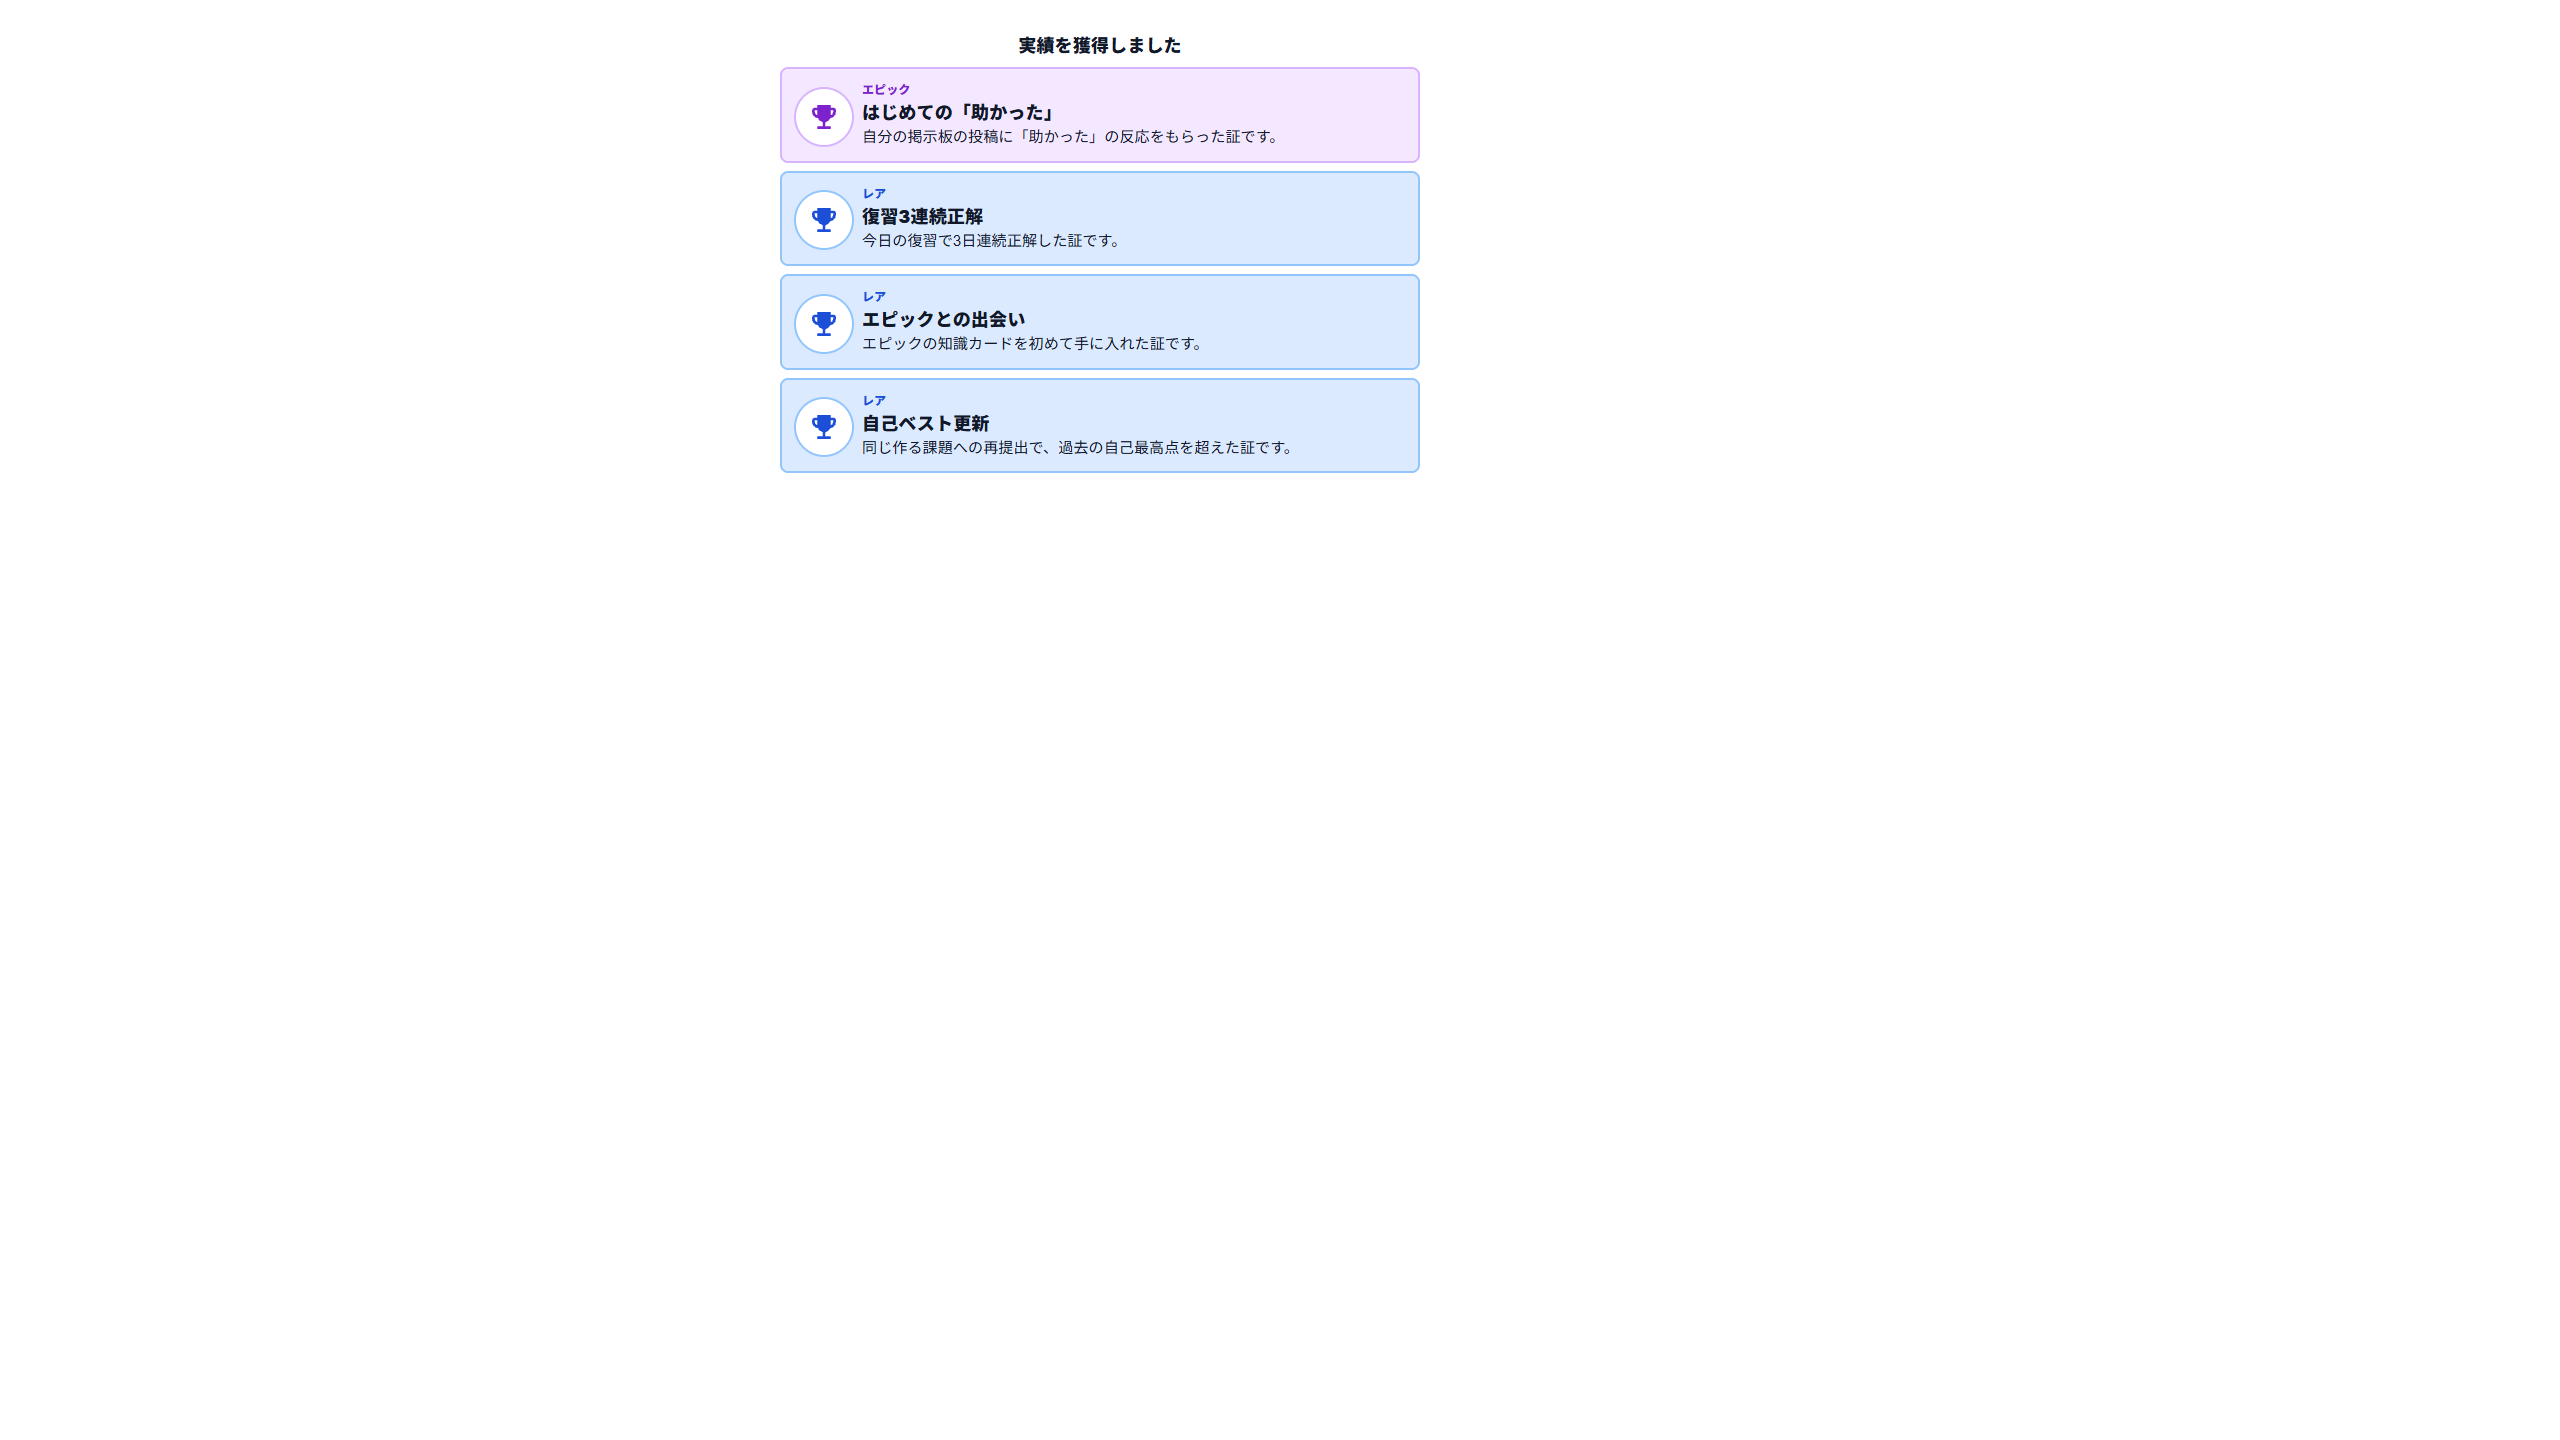 実績を獲得しました
エピック
はじめての「助かった」
自分の掲示板の投稿に「助かった」の反応をもらった証です。
レア
復習3連続正解
今日の復習で3日連続正解した証です。
レア
エピックとの出会い
エピックの知識カードを初めて手に入れた証です。
レア
自己ベスト更新
同じ作る課題への再提出で、過去の自己最高点を超えた証です。